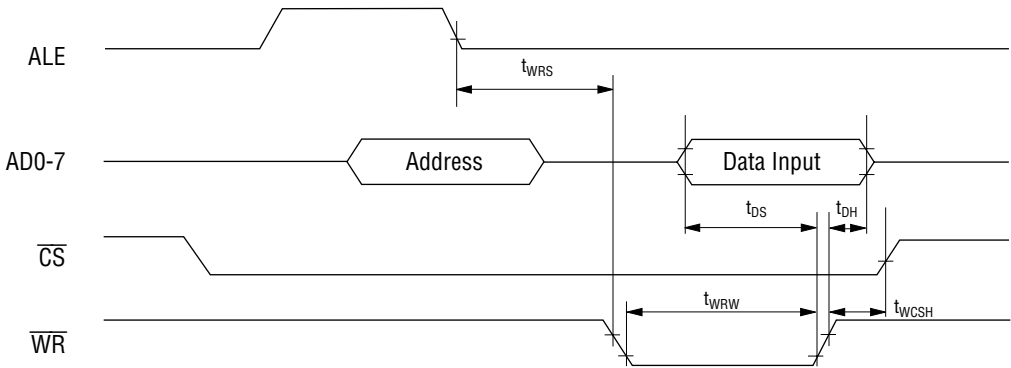 ALE
tWRS
AD0-7
Address
Data Input
tDS
tDH
CS
tWRW
tWCSH
WR